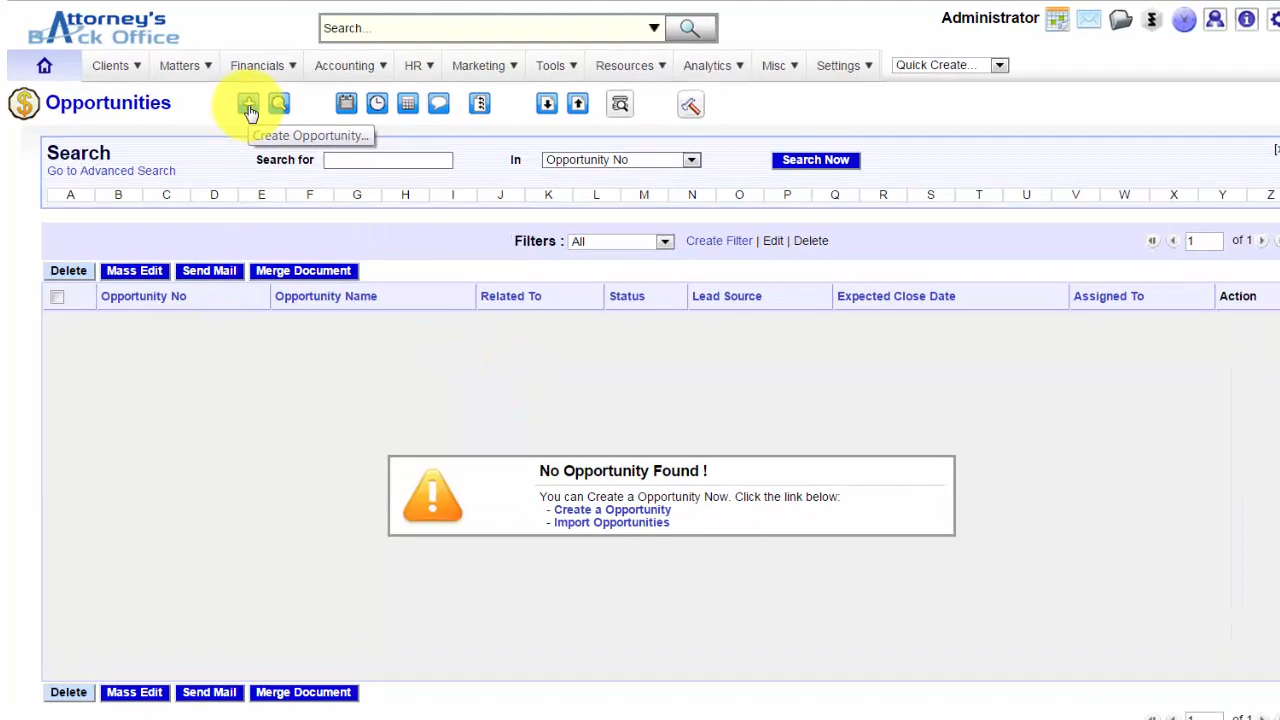 Attorney's
Back Office
Search...
Administrator
Clients
Matters
Financials
Accounting
HR
Marketing
Tools
Resources
Analytics
Misc
Settings
Quick Create...
Opportunities
Create Opportunity...
Search
Go to Advanced Search
Search for
In
Opportunity No
Search Now
A B C D E F G H I J K L M N O P Q R S T U V W X Y Z
Filters :
All
Create Filter | Edit | Delete
1 of 1
Delete
Mass Edit
Send Mail
Merge Document
Opportunity No
Opportunity Name
Related To
Status
Lead Source
Expected Close Date
Assigned To
Action
No Opportunity Found !
You can Create a Opportunity Now. Click the link below:
- Create a Opportunity
- Import Opportunities
Delete
Mass Edit
Send Mail
Merge Document
1 of 1